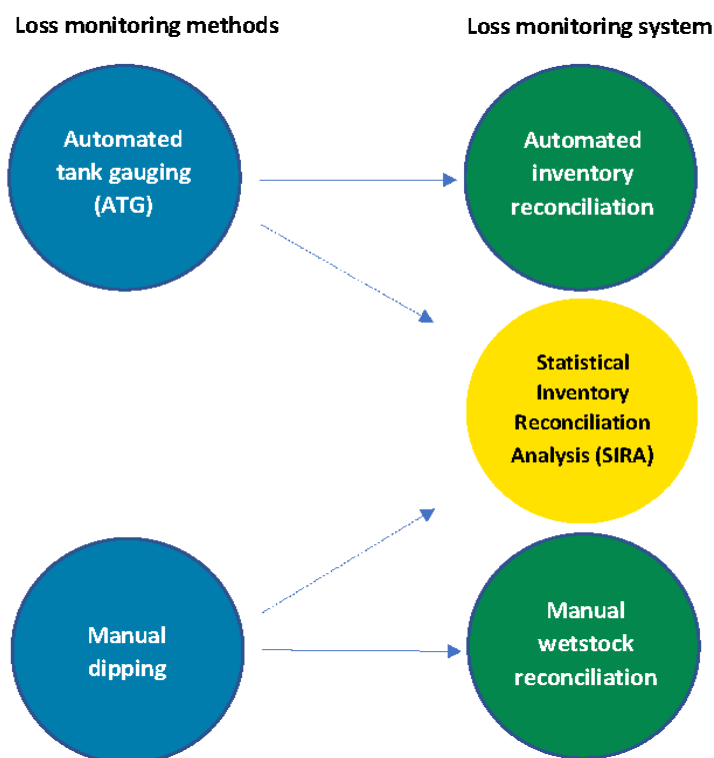 Loss monitoring methods
Loss monitoring system
Automated
tank gauging
(ATG)
Automated
inventory
reconciliation
Statistical
Inventory
Reconciliation
Analysis (SIRA)
Manual
dipping
Manual
wetstock
reconciliation